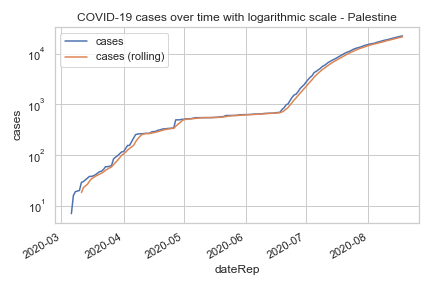 COVID-19 cases over time with logarithmic scale - Palestine
cases
cases (rolling)
10⁴
10³
10²
10¹
cases
2020-03
2020-04
2020-05
2020-06
2020-07
2020-08
dateRep